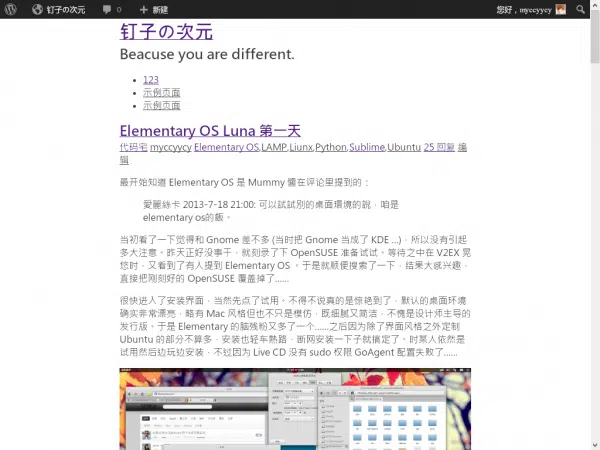 钉子の次元
0
新建
您好，myccyycy
钉子の次元
Beacuse you are different.
123
示例页面
示例页面
Elementary OS Luna 第一天
代码宅 myccyycy Elementary OS,LAMP,Liunx,Python,Sublime,Ubuntu 25 回复 编
辑
最开始知道 Elementary OS 是 Mummy 醬在评论里提到的：
愛麗絲卡 2013-7-18 21:00: 可以試試別的桌面環境的說，咱是
elementary os的飯。
当初看了一下觉得和 Gnome 差不多 (当时把 Gnome 当成了 KDE ...)，所以没有引起
多大注意。昨天正好没事干，就刻录了下 OpenSUSE 准备试试。等待之中在 V2EX 晃
悠时，又看到了有人提到 Elementary OS 。于是就顺便搜索了一下，结果大感兴趣，
直接把刚刻好的 OpenSUSE 覆盖掉了......
很快进入了安装界面，当然先点了试用。不得不说真的是惊艳到了，默认的桌面环境
确实非常漂亮，略有 Mac 风格但也不只是模仿，既细腻又简洁，不愧是设计师主导的
发行版。于是 Elementary 的脑残粉又多了一个......之后因为除了界面风格之外定制
Ubuntu 的部分不算多，安装也轻车熟路，断网安装一下子就搞定了。时某人依然是
试用然后边玩边安装，不过因为 Live CD 没有 sudo 权限 GoAgent 配置失败了......